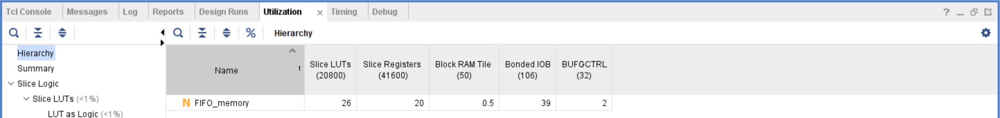 Tcl Console Messages Log Reports Design Runs Utilization × Timing Debug ?
% Hierarchy
Hierarchy
Summary
Slice Logic
Slice LUTs (<1%)
LUT as Logic (<1%)
Name 1 Slice LUTs (20800) Slice Registers (41600) Block RAM Tile (50) Bonded IOB (106) BUFGCTRL (32)
N FIFO_memory 26 20 0.5 39 2